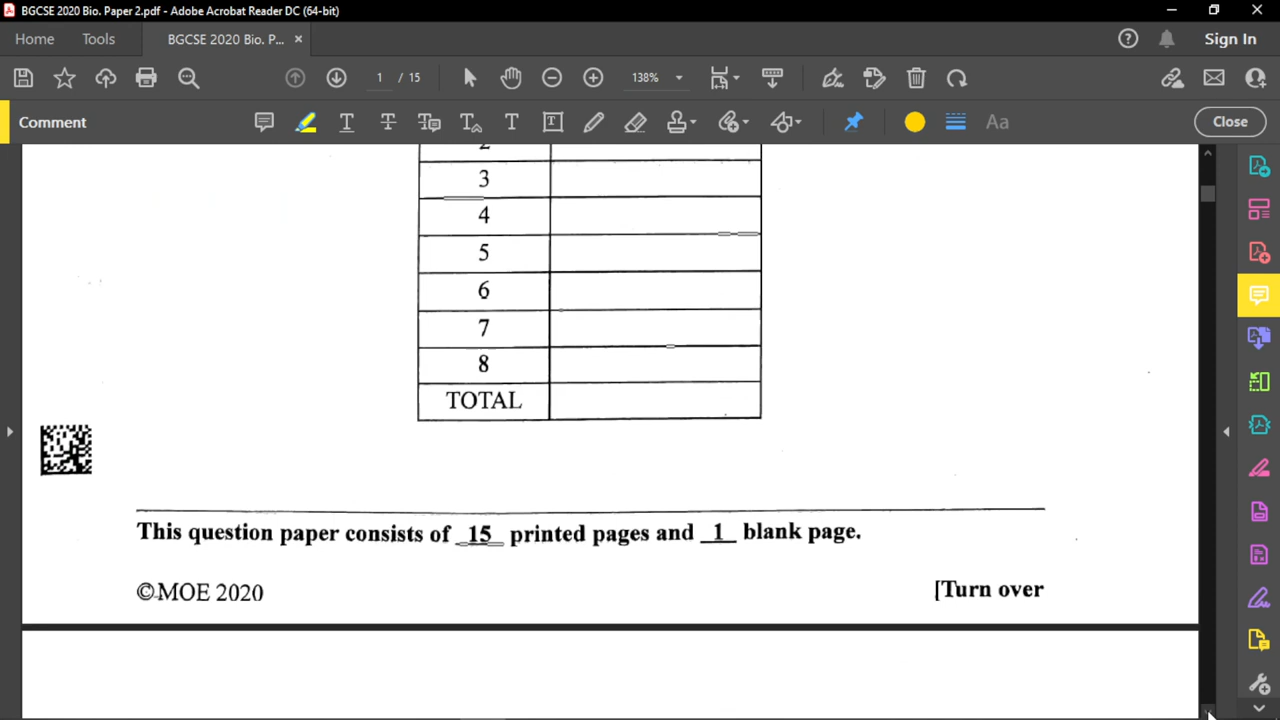 BGCSE 2020 Bio. Paper 2.pdf - Adobe Acrobat Reader DC (64-bit)
Home Tools BGCSE 2020 Bio. P... × Sign In
1 / 15 138%
Comment Aa Close
2
3
4
5
6
7
8
TOTAL
This question paper consists of 15 printed pages and 1 blank page.
©MOE 2020 [Turn over